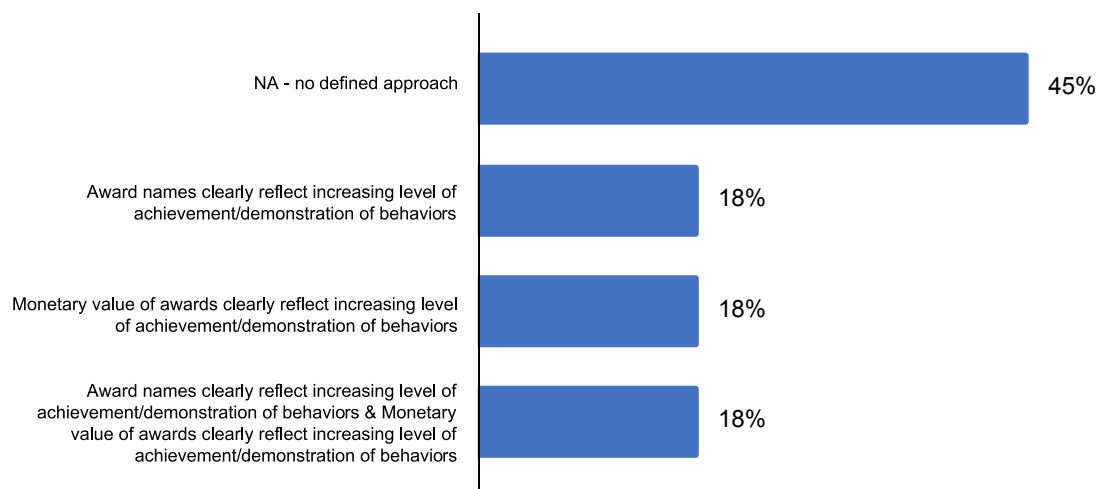 NA - no defined approach
45%
Award names clearly reflect increasing level of
achievement/demonstration of behaviors
18%
Monetary value of awards clearly reflect increasing level
of achievement/demonstration of behaviors
18%
Award names clearly reflect increasing level of
achievement/demonstration of behaviors & Monetary
value of awards clearly reflect increasing level of
achievement/demonstration of behaviors
18%